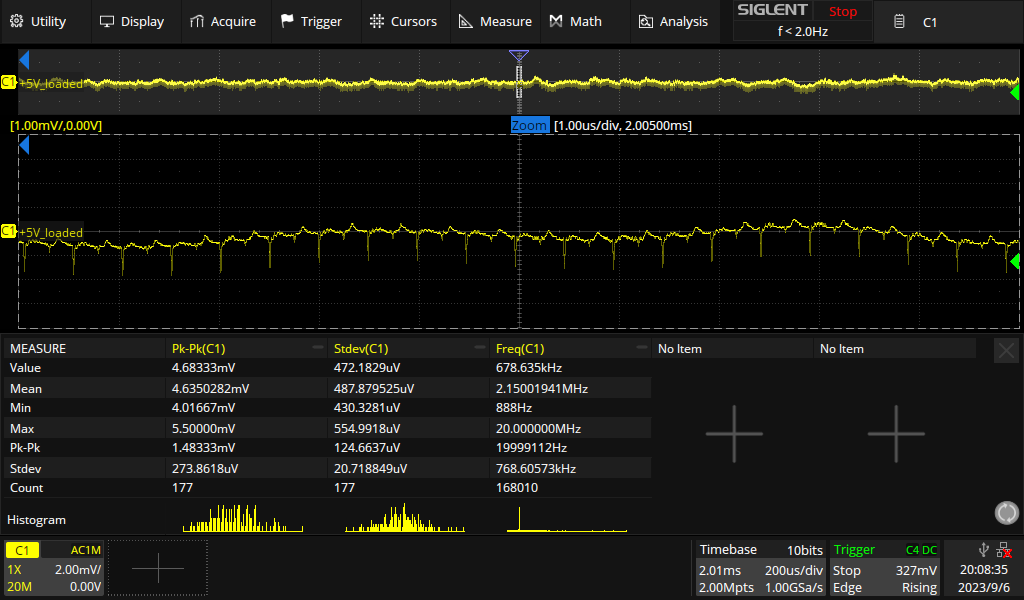 Utility Display Acquire Trigger Cursors Measure Math Analysis SIGLENT Stop C1
f < 2.0Hz
C1 +5V_loaded
[1.00mV/,0.00V] Zoom [1.00us/div, 2.00500ms]
C1 +5V_loaded
MEASURE Pk-Pk(C1) Stdev(C1) Freq(C1) No Item No Item
Value 4.68333mV 472.1829uV 678.635kHz
Mean 4.6350282mV 487.879525uV 2.15001941MHz
Min 4.01667mV 430.3281uV 888Hz
Max 5.50000mV 554.9918uV 20.000000MHz
Pk-Pk 1.48333mV 124.6637uV 19999112Hz
Stdev 273.8618uV 20.718849uV 768.60573kHz
Count 177 177 168010
Histogram
C1 AC1M Timebase 10bits Trigger C4 DC
1X 2.00mV/ 2.01ms 200us/div Stop 327mV 20:08:35
20M 0.00V 2.00Mpts 1.00GSa/s Edge Rising 2023/9/6